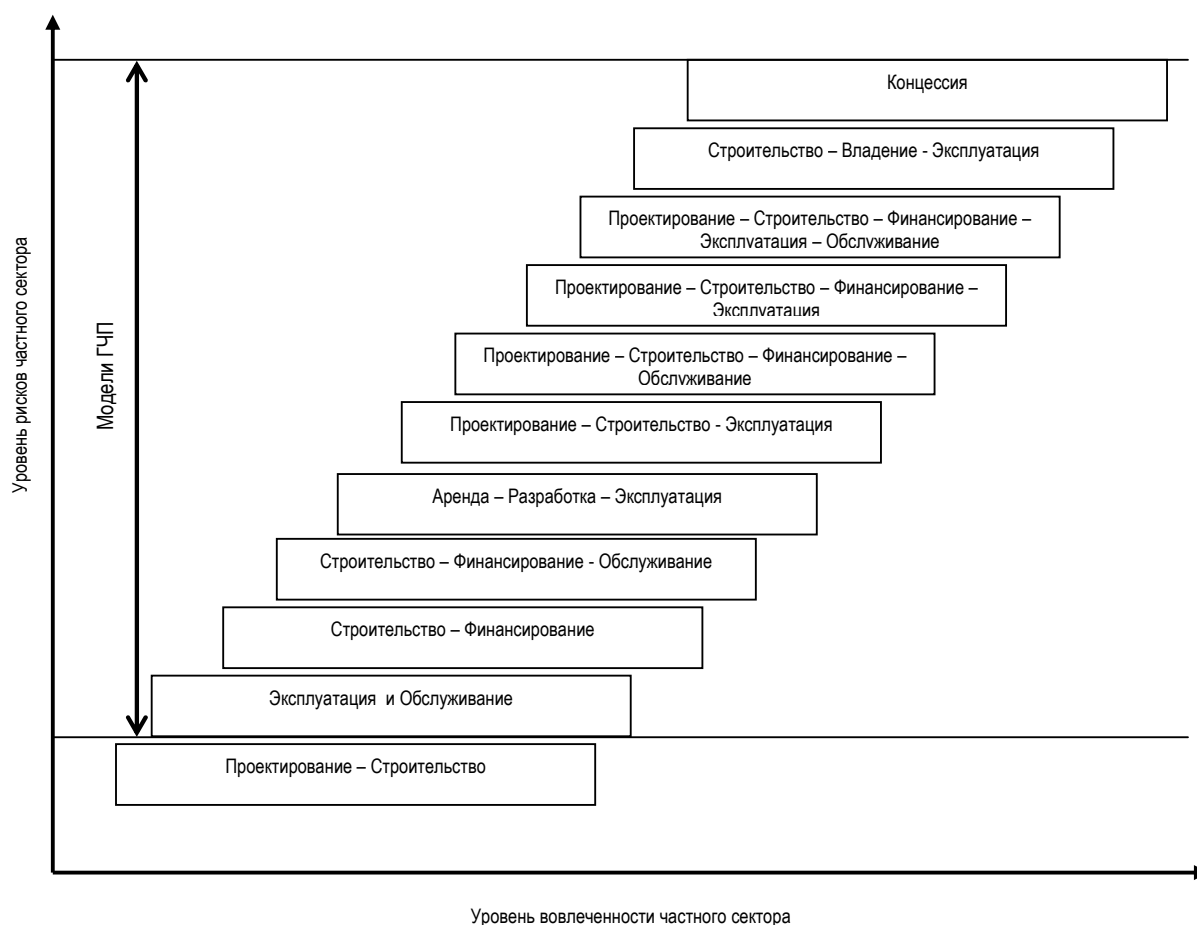 Концессия
Строительство – Владение - Эксплуатация
Проектирование – Строительство – Финансирование –
Эксплуатация – Обслуживание
Проектирование – Строительство – Финансирование –
Эксплуатация
Проектирование – Строительство – Финансирование –
Обслуживание
Проектирование – Строительство - Эксплуатация
Аренда – Разработка – Эксплуатация
Строительство – Финансирование - Обслуживание
Строительство – Финансирование
Эксплуатация и Обслуживание
Проектирование – Строительство
Модели ГЧП
Уровень рисков частного сектора
Уровень вовлеченности частного сектора